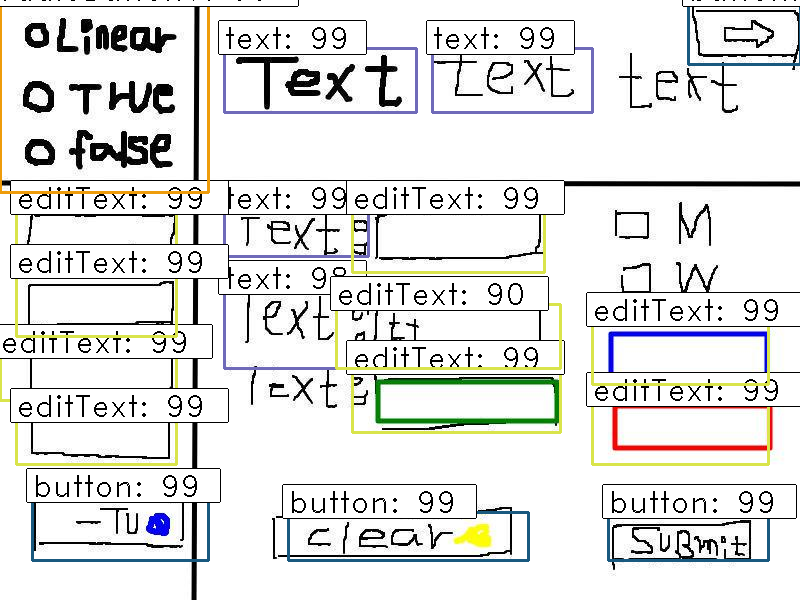 Linear
TRUE
false
text: 99
Text
text: 99
text
text
editText: 99
editText: 99
editText: 99
editText: 99
text: 99
Text:
text: 98
Text:
Text:
editText: 99
editText: 90
editText: 99
M
W
editText: 99
editText: 99
button: 99
-TU
button: 99
clear
button: 99
SuBmit